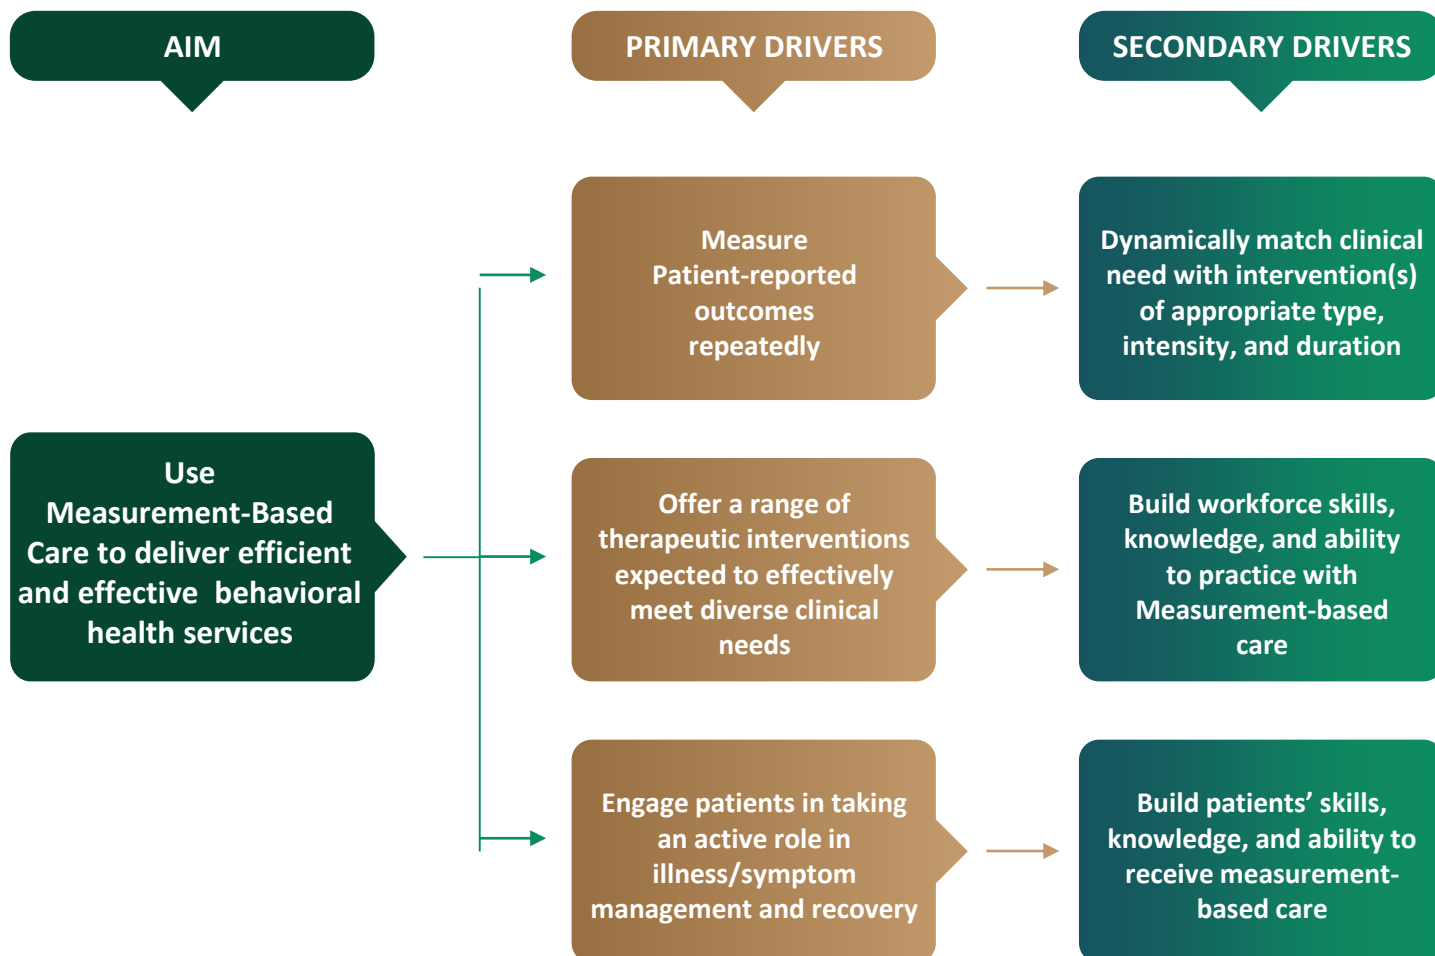 AIM
PRIMARY DRIVERS
SECONDARY DRIVERS
Measure
Patient-reported
outcomes
repeatedly
Dynamically match clinical
need with intervention(s)
of appropriate type,
intensity, and duration
Use
Measurement-Based
Care to deliver efficient
and effective  behavioral
health services
Offer a range of
therapeutic interventions
expected to effectively
meet diverse clinical
needs
Build workforce skills,
knowledge, and ability
to practice with
Measurement-based
care
Engage patients in taking
an active role in
illness/symptom
management and recovery
Build patients’ skills,
knowledge, and ability to
receive measurement-
based care